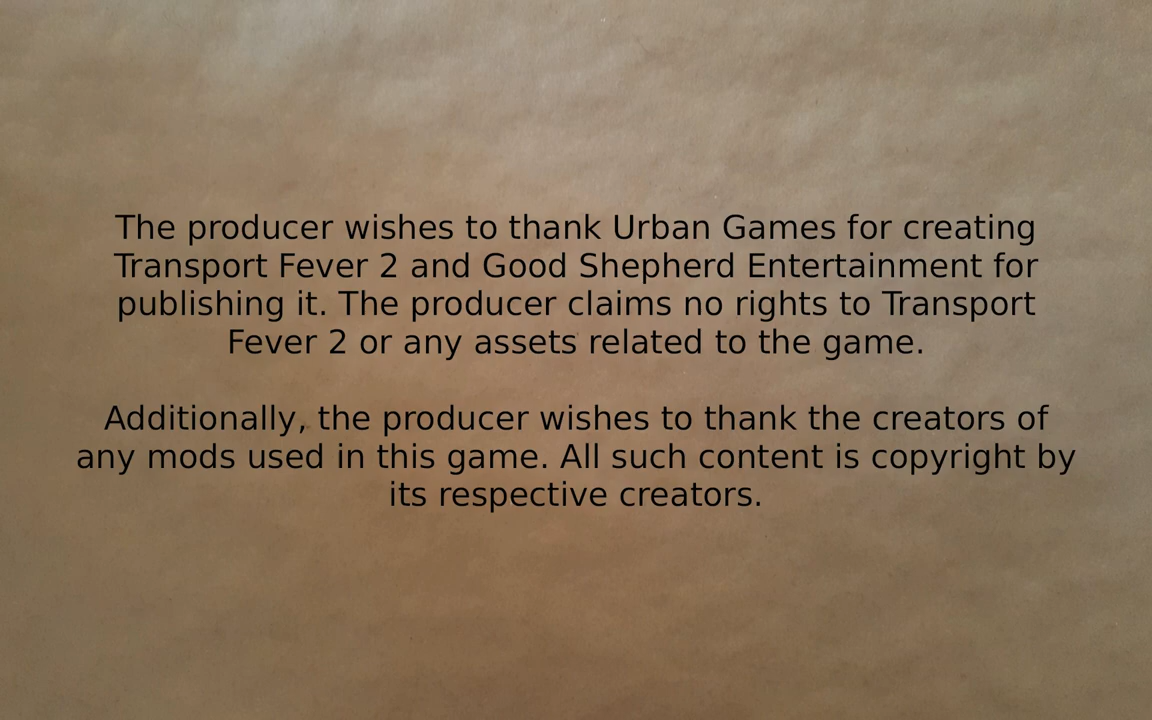 The producer wishes to thank Urban Games for creating
Transport Fever 2 and Good Shepherd Entertainment for
publishing it. The producer claims no rights to Transport
Fever 2 or any assets related to the game.
Additionally, the producer wishes to thank the creators of
any mods used in this game. All such content is copyright by
its respective creators.